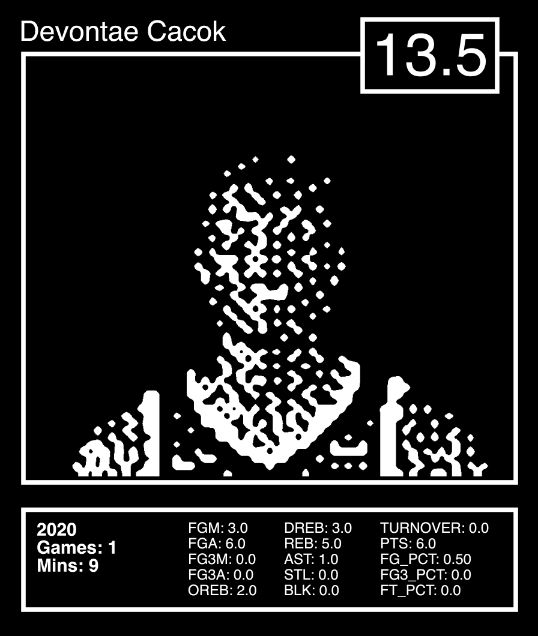 Devontae Cacok
13.5
2020
Games: 1
Mins: 9
FGM: 3.0
FGA: 6.0
FG3M: 0.0
FG3A: 0.0
OREB: 2.0
DREB: 3.0
REB: 5.0
AST: 1.0
STL: 0.0
BLK: 0.0
TURNOVER: 0.0
PTS: 6.0
FG_PCT: 0.50
FG3_PCT: 0.0
FT_PCT: 0.0